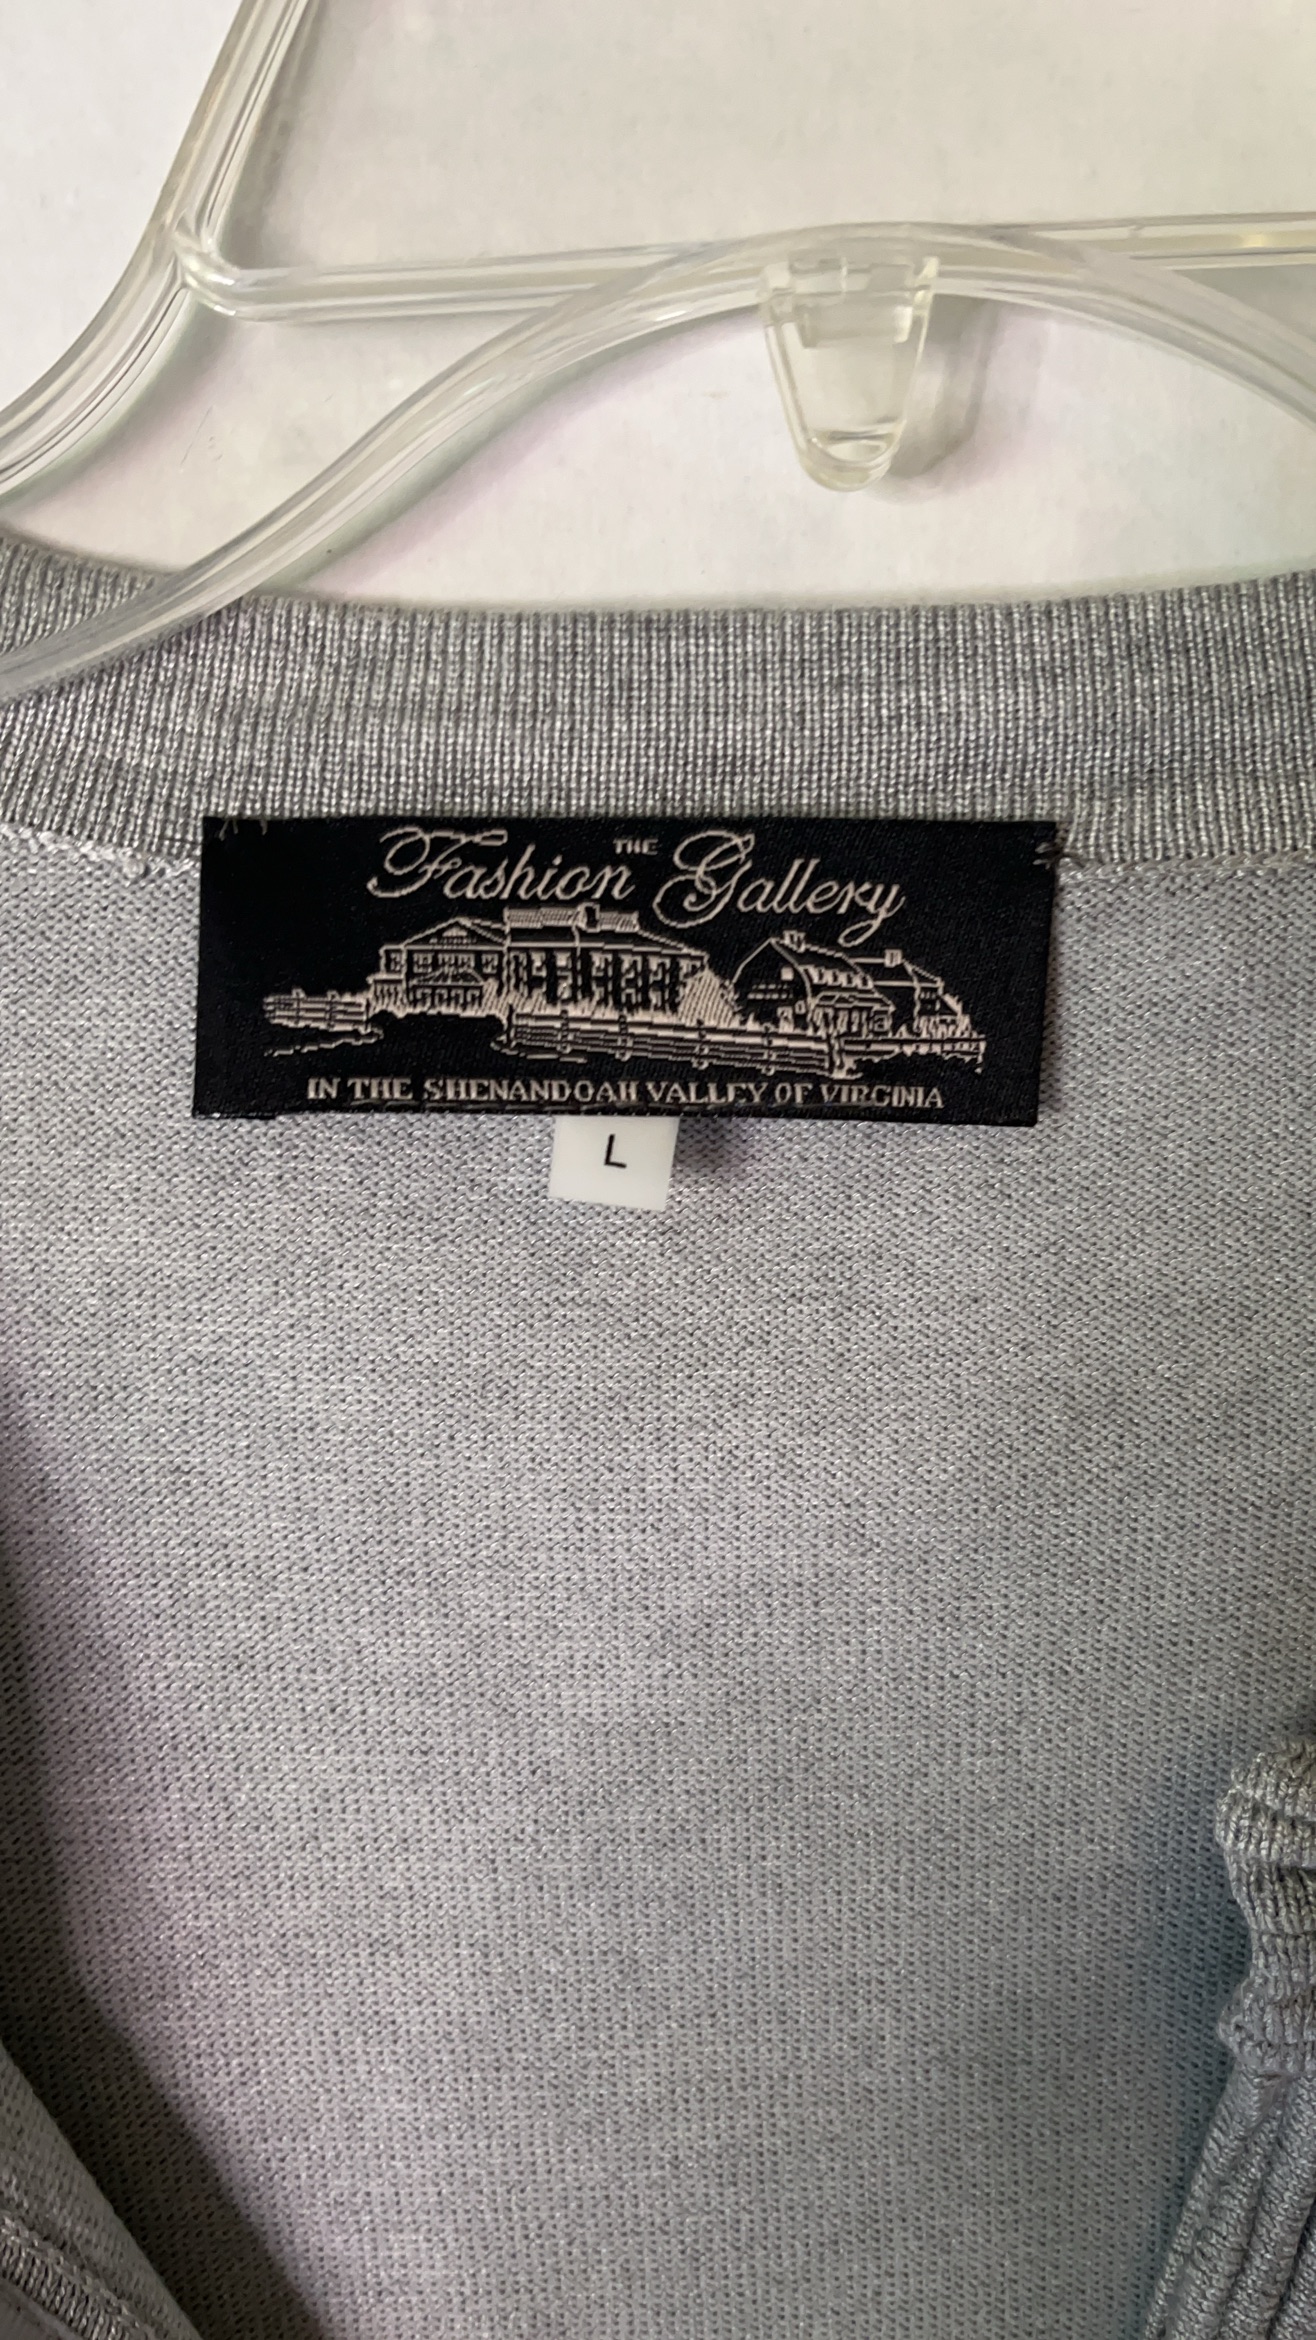 THE
Fashion Gallery
IN THE SHENANDOAH VALLEY OF VIRGINIA
L